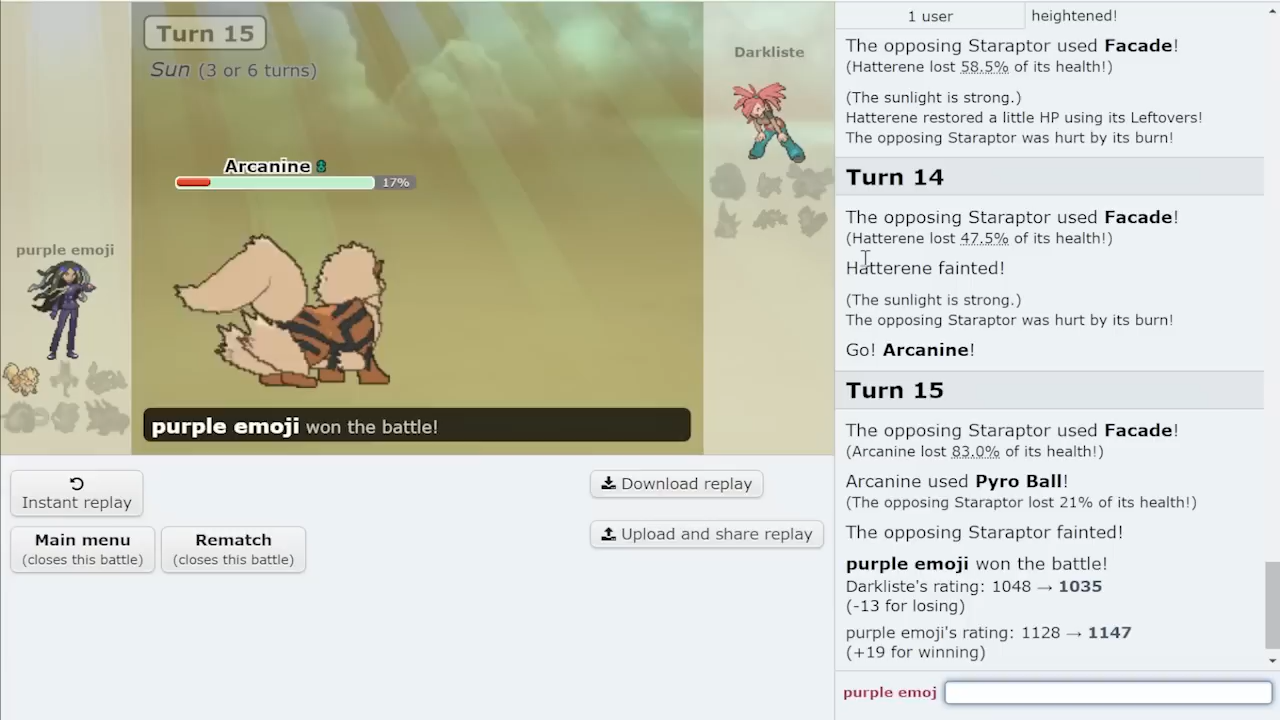 Turn 15
Sun (3 or 6 turns)
Darkliste
Arcanine
17%
purple emoji
purple emoji won the battle!
Instant replay
Download replay
Main menu
(closes this battle)
Rematch
(closes this battle)
Upload and share replay
1 user
heightened!
The opposing Staraptor used Facade!
(Hatterene lost 58.5% of its health!)
(The sunlight is strong.)
Hatterene restored a little HP using its Leftovers!
The opposing Staraptor was hurt by its burn!
Turn 14
The opposing Staraptor used Facade!
(Hatterene lost 47.5% of its health!)
Hatterene fainted!
(The sunlight is strong.)
The opposing Staraptor was hurt by its burn!
Go! Arcanine!
Turn 15
The opposing Staraptor used Facade!
(Arcanine lost 83.0% of its health!)
Arcanine used Pyro Ball!
(The opposing Staraptor lost 21% of its health!)
The opposing Staraptor fainted!
purple emoji won the battle!
Darkliste's rating: 1048 → 1035
(-13 for losing)
purple emoji's rating: 1128 → 1147
(+19 for winning)
purple emoj